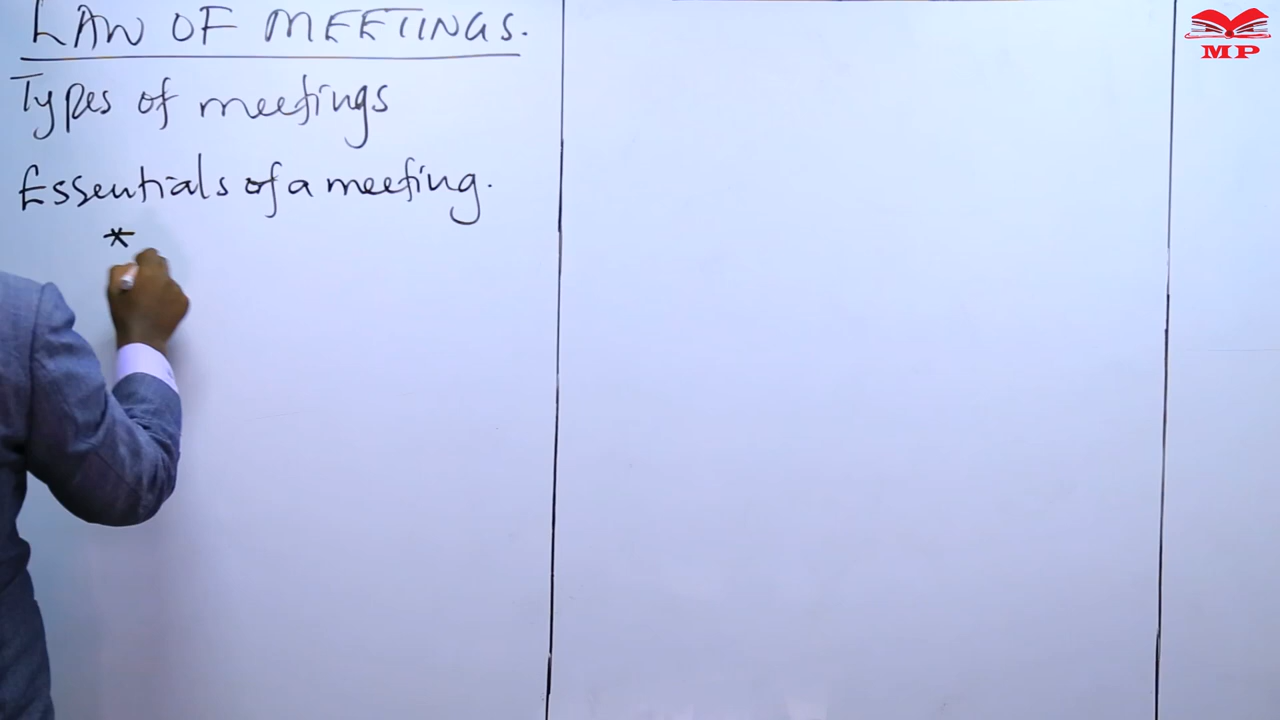 LAW OF MEETINGS.
Types of meetings
Essentials of a meeting.
*
MP